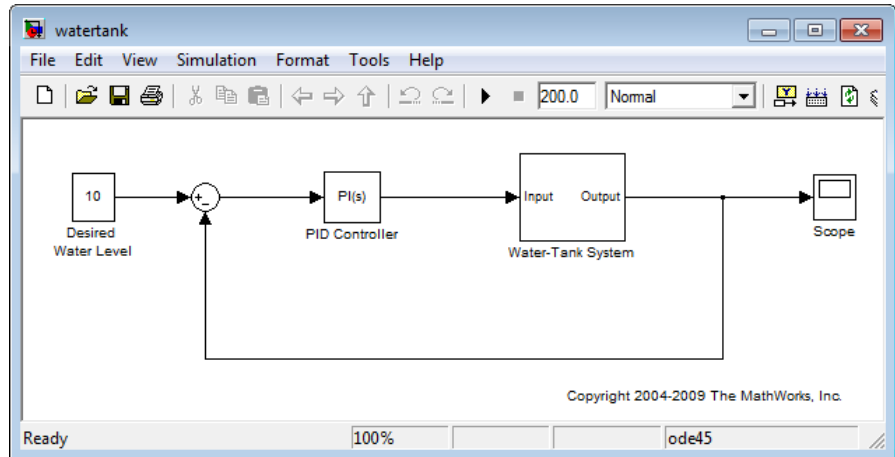 watertank
File Edit View Simulation Format Tools Help
200.0 Normal
10
+
-
PI(s)
Input Output
Desired
Water Level
PID Controller
Water-Tank System
Scope
Copyright 2004-2009 The MathWorks, Inc.
Ready 100% ode45